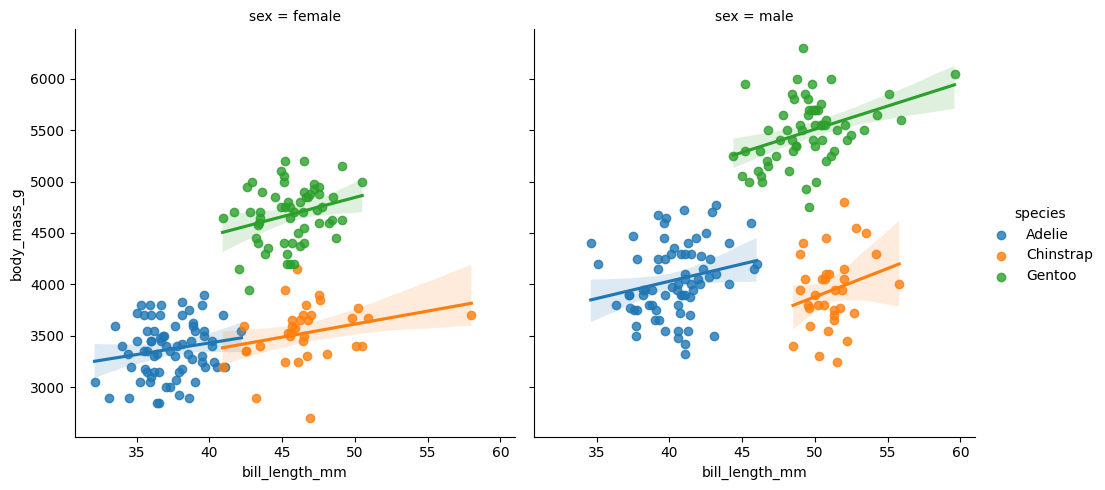 sex = female
sex = male
6000
5500
5000
4500
4000
3500
3000
body_mass_g
35
40
45
50
55
60
bill_length_mm
35
40
45
50
55
60
bill_length_mm
species
Adelie
Chinstrap
Gentoo